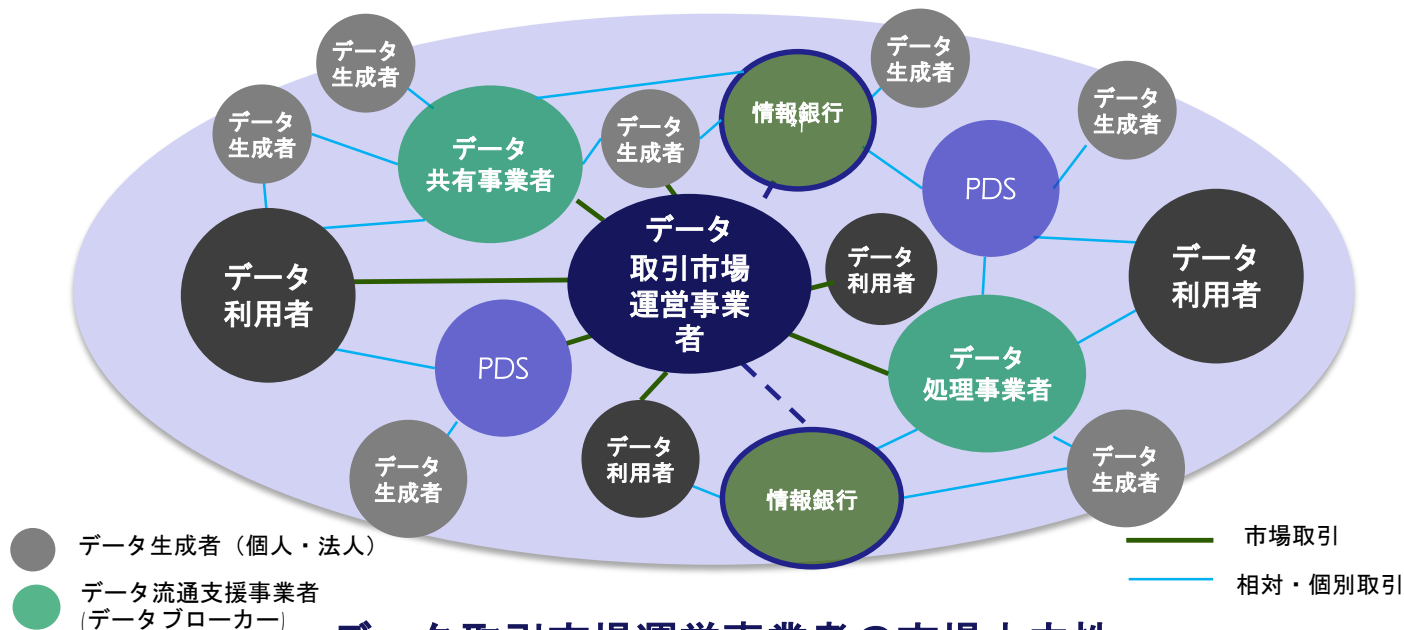 データ
生成者
データ
生成者
データ
生成者
データ
生成者
データ
生成者
情報銀行
*1
データ
共有事業者
PDS
データ
取引市場
運営事業
者
データ
利用者
データ
利用者
データ
利用者
PDS
データ
処理事業者
データ
利用者
データ
生成者
データ
生成者
情報銀行
データ生成者（個人・法人）
データ流通支援事業者
(データブローカー)
市場取引
相対・個別取引